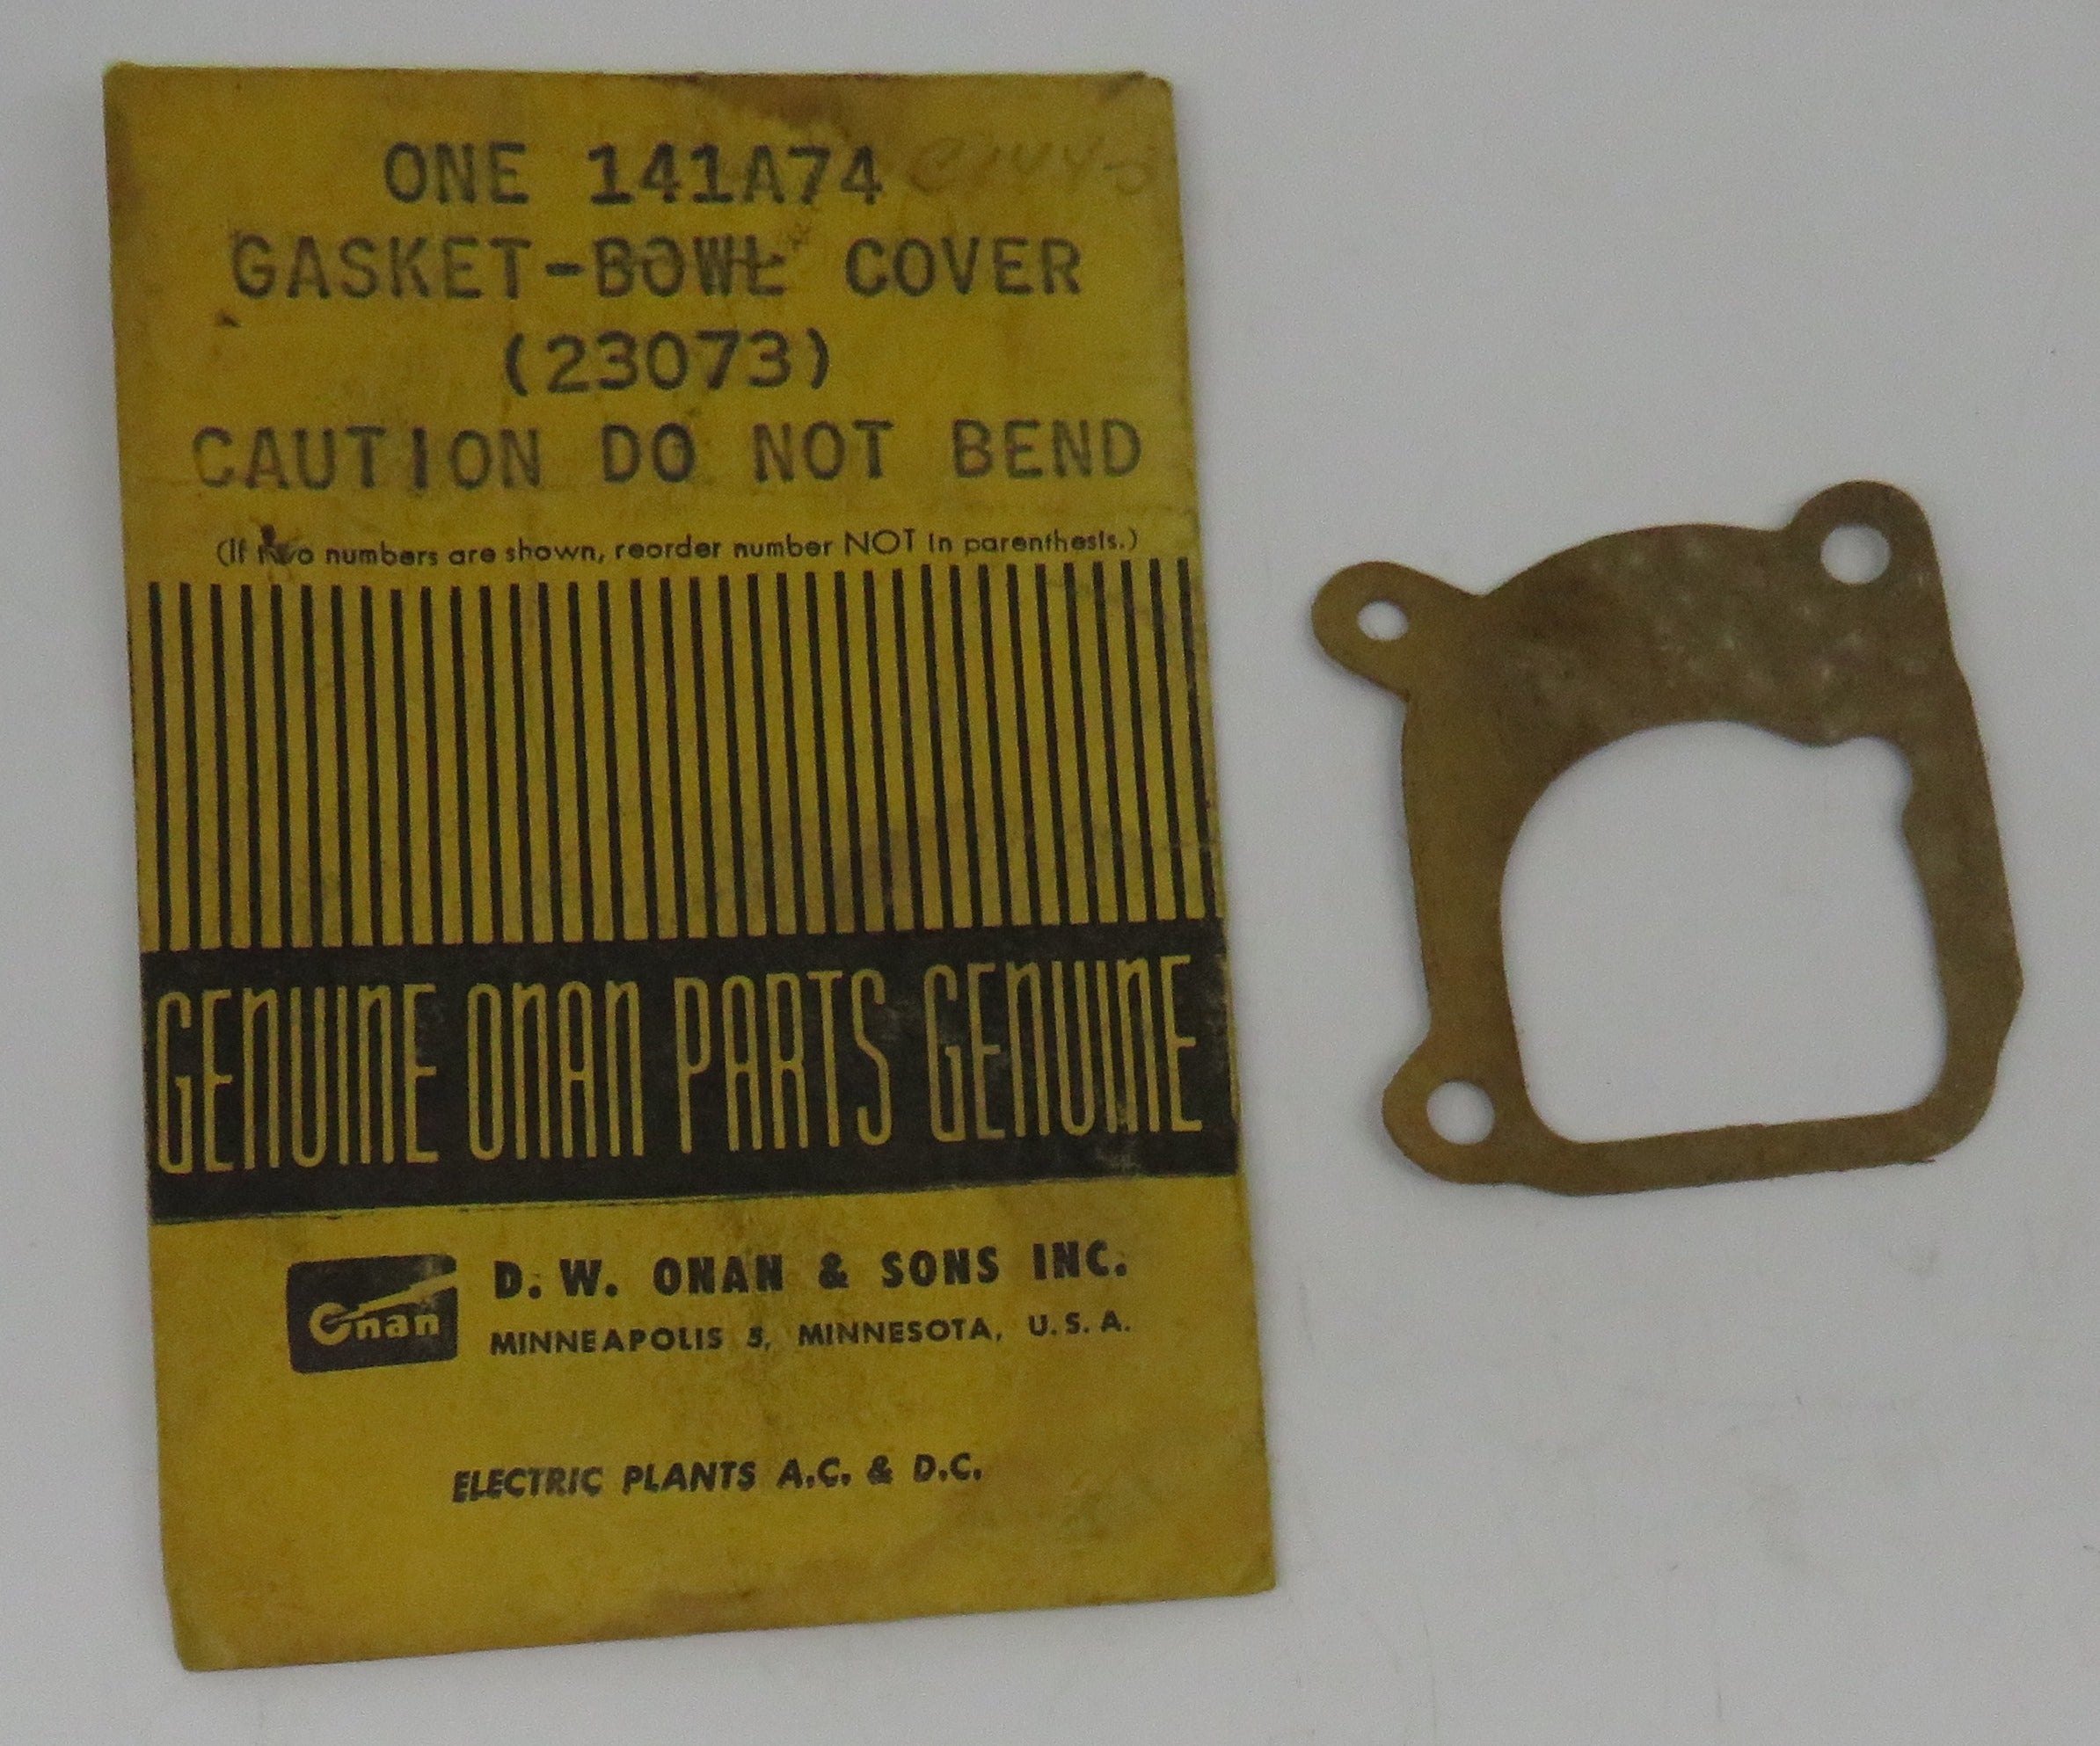 ONE 141A74
GASKET-BOWL COVER
(23073)
CAUTION DO NOT BEND
(If two numbers are shown, reorder number NOT in parenthesis.)
GENUINE ONAN PARTS GENUINE
Onan
D. W. ONAN & SONS INC.
MINNEAPOLIS 5, MINNESOTA, U.S.A.
ELECTRIC PLANTS A.C. & D.C.